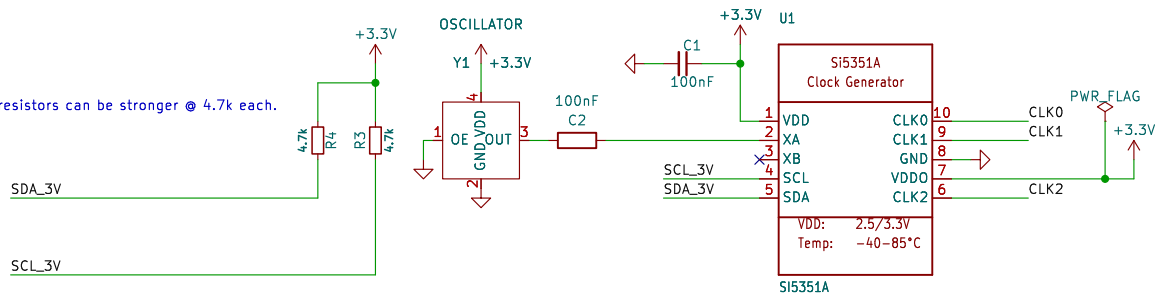 resistors can be stronger @ 4.7k each.
+3.3V
4.7k
R4
R3
4.7k
SDA_3V
SCL_3V
OSCILLATOR
Y1
+3.3V
4
1
OE
VDD
GND
OUT
3
2
100nF
C2
+3.3V
C1
100nF
U1
Si5351A
Clock Generator
1
VDD
2
XA
3
XB
SCL_3V
4
SCL
SDA_3V
5
SDA
CLK0
10
CLK0
CLK1
9
CLK1
GND
8
VDDO
7
CLK2
6
CLK2
PWR_FLAG
+3.3V
VDD: 2.5/3.3V
Temp: -40-85°C
SI5351A